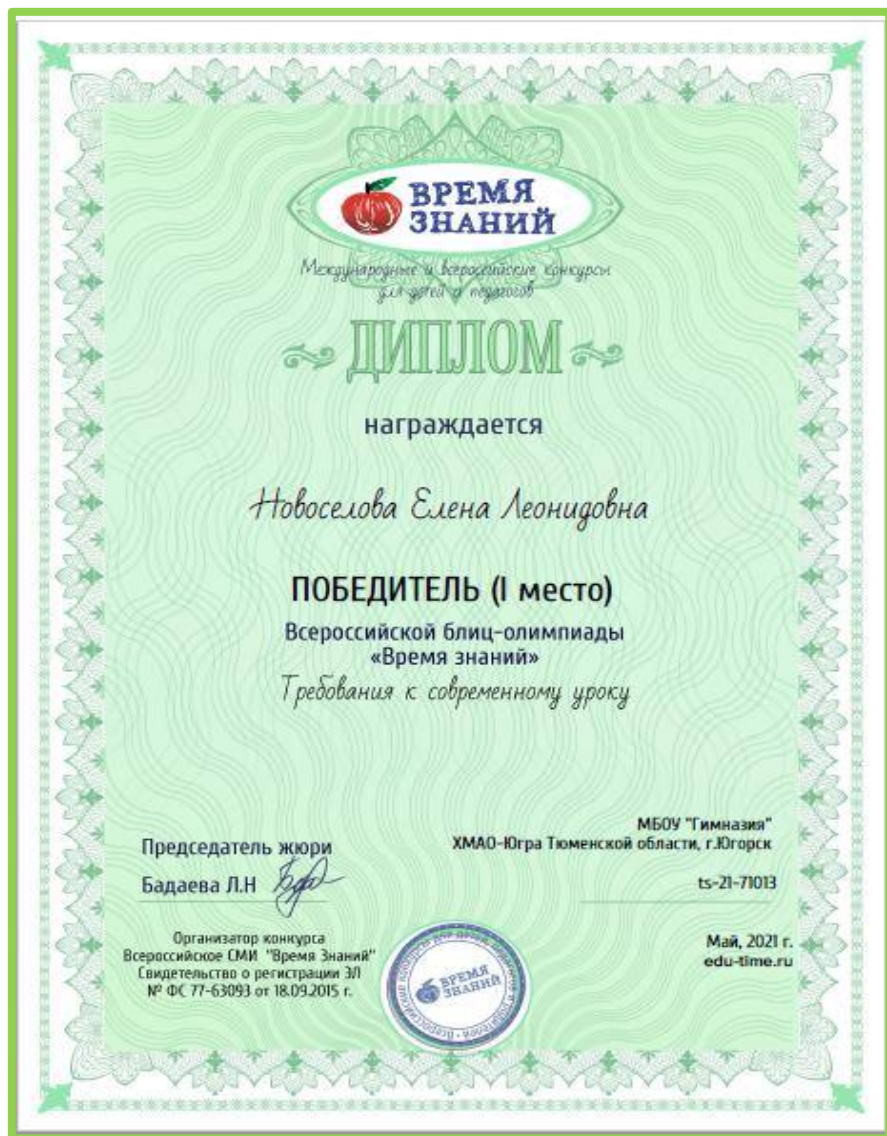 ВРЕМЯ
ЗНАНИЙ
Международные и всероссийские конкурсы
для детей и педагогов
ДИПЛОМ
награждается
Новоселова Елена Леонидовна
ПОБЕДИТЕЛЬ (I место)
Всероссийской блиц-олимпиады
«Время знаний»
Требования к современному уроку
МБОУ "Гимназия"
ХМАО-Югра Тюменской области, г.Югорск
Председатель жюри
Бадаева Л.Н
ts-21-71013
Организатор конкурса
Всероссийское СМИ "Время Знаний"
Свидетельство о регистрации ЭЛ
№ ФС 77-63093 от 18.09.2015 г.
ВРЕМЯ
ЗНАНИЙ
Май, 2021 г.
edu-time.ru